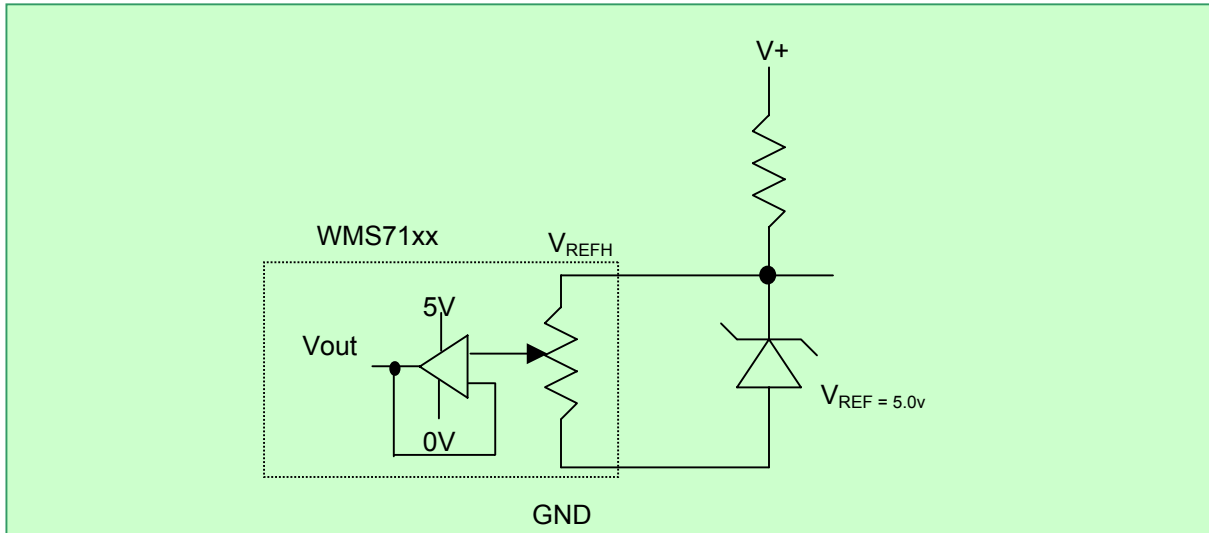 V+
WMS71xx
VREFH
5V
Vout
VREF = 5.0v
0V
GND